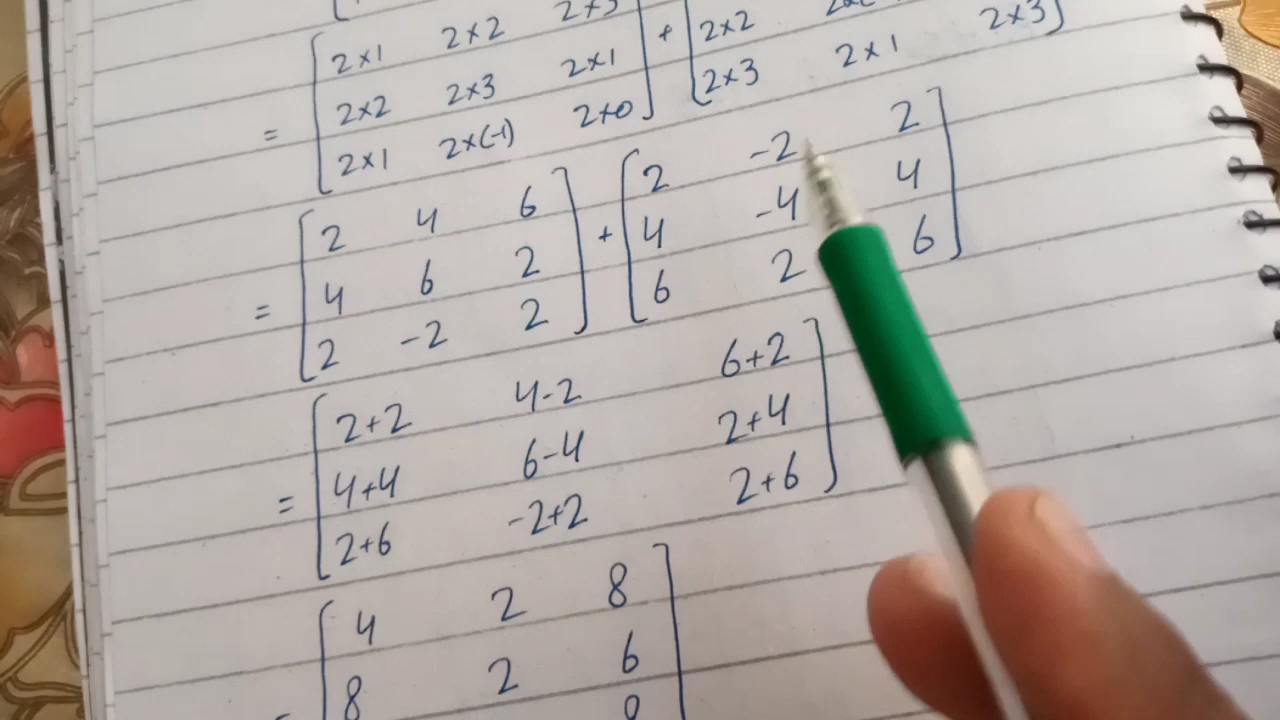 2×1 2×2 2×3 + 2×2
2×2 2×3 2×1 2×3 2×1 2×3
= 2×1 2×(-1) 2×0
2 4 6 + 2 -2 2
4 6 2 4 -4 4
= 2 -2 2 6 2 6
2+2 4-2 6+2
4+4 6-4 2+4
= 2+6 -2+2 2+6
4 2 8
8 2 6